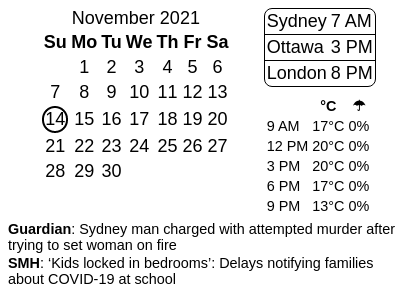 November 2021
Su Mo Tu We Th Fr Sa
1 2 3 4 5 6
7 8 9 10 11 12 13
14 15 16 17 18 19 20
21 22 23 24 25 26 27
28 29 30
Sydney 7 AM
Ottawa 3 PM
London 8 PM
°C ☂
9 AM 17°C 0%
12 PM 20°C 0%
3 PM 20°C 0%
6 PM 17°C 0%
9 PM 13°C 0%
Guardian: Sydney man charged with attempted murder after
trying to set woman on fire
SMH: ‘Kids locked in bedrooms’: Delays notifying families
about COVID-19 at school